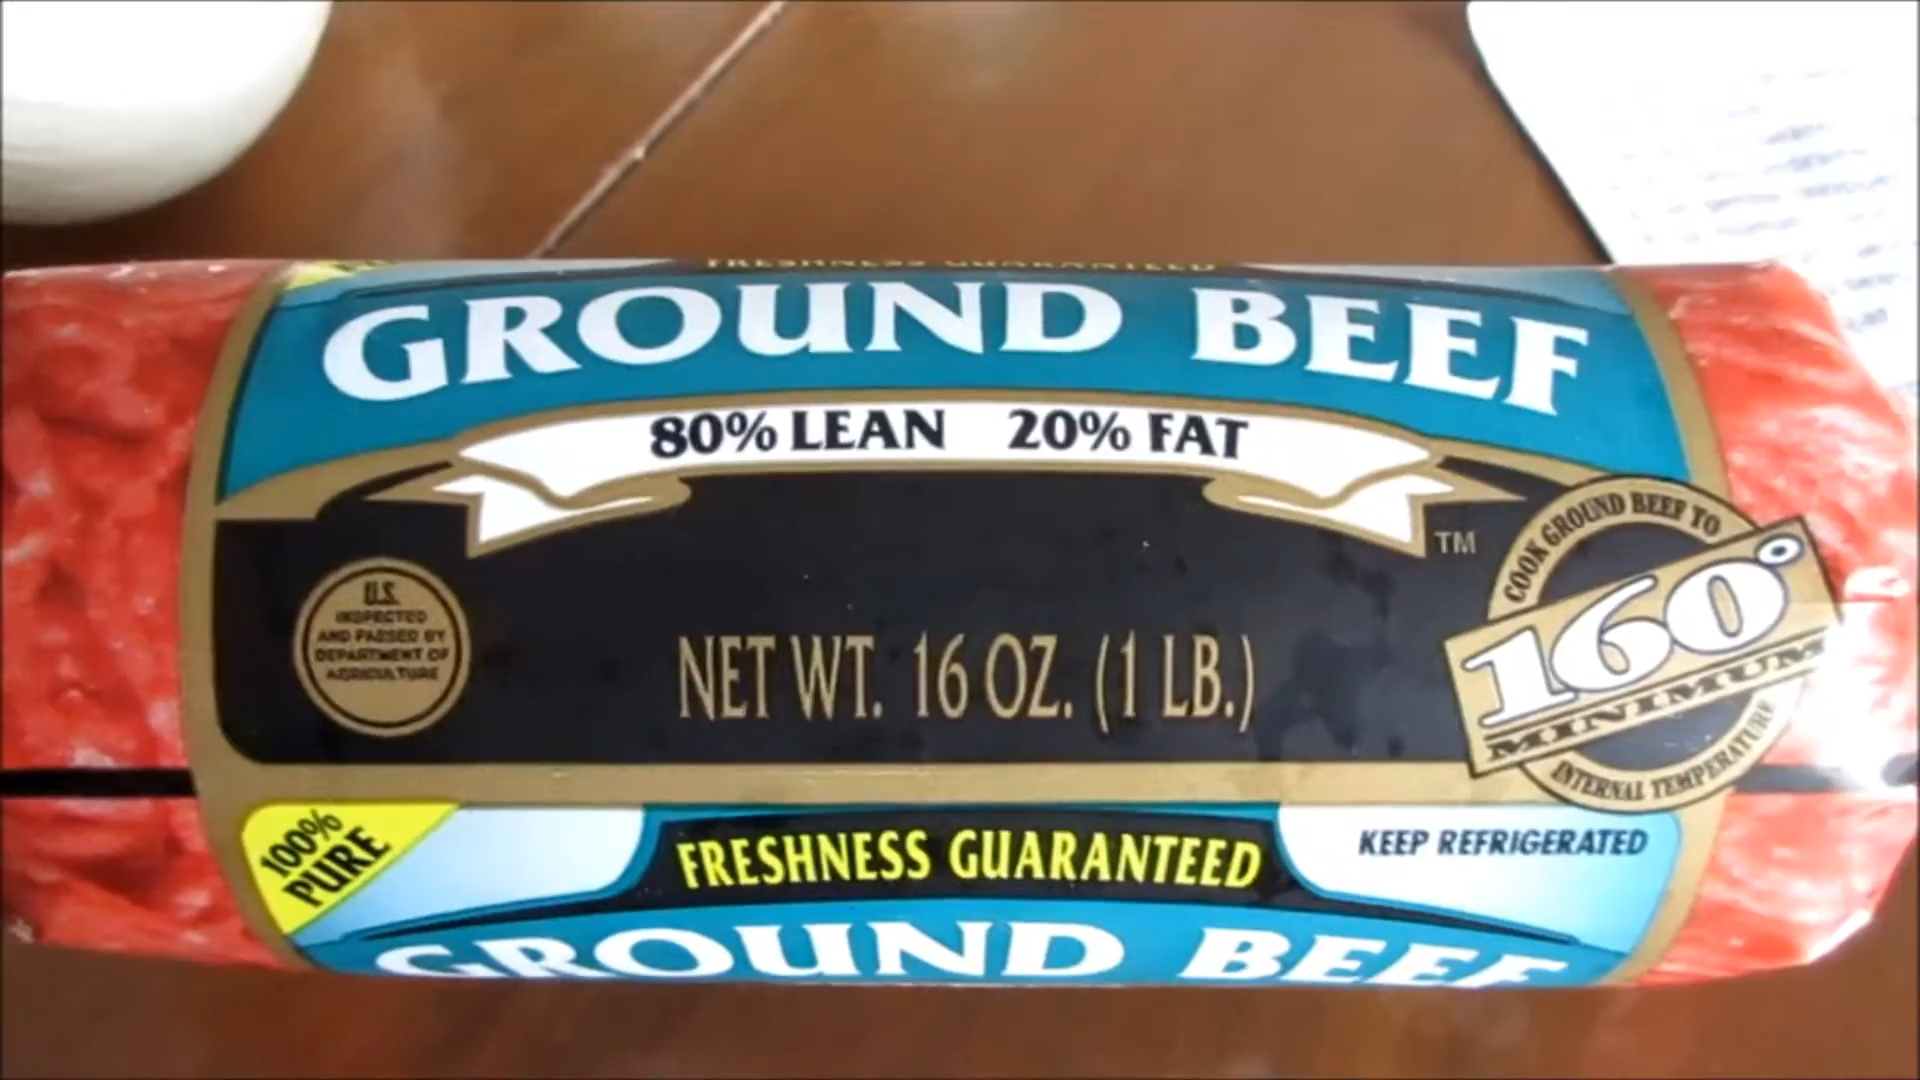 FRESHNESS GUARANTEED
GROUND BEEF
80% LEAN 20% FAT
TM
COOK GROUND BEEF TO
160°
MINIMUM
INTERNAL TEMPERATURE
U.S.
INSPECTED
AND PASSED BY
DEPARTMENT OF
AGRICULTURE
NET WT. 16 OZ. (1 LB.)
100%
PURE
FRESHNESS GUARANTEED
KEEP REFRIGERATED
GROUND BEEF